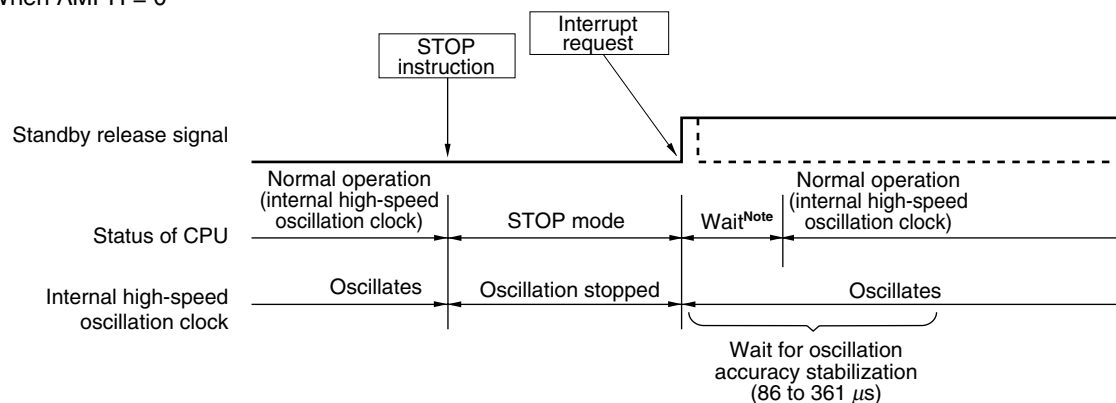 When AMPH = 0
Interrupt
request
STOP
instruction
Standby release signal
Normal operation
(internal high-speed
oscillation clock)
Normal operation
(internal high-speed
oscillation clock)
Status of CPU
STOP mode
WaitNote
Internal high-speed
oscillation clock
Oscillates
Oscillation stopped
Oscillates
Wait for oscillation
accuracy stabilization
(86 to 361 μs)